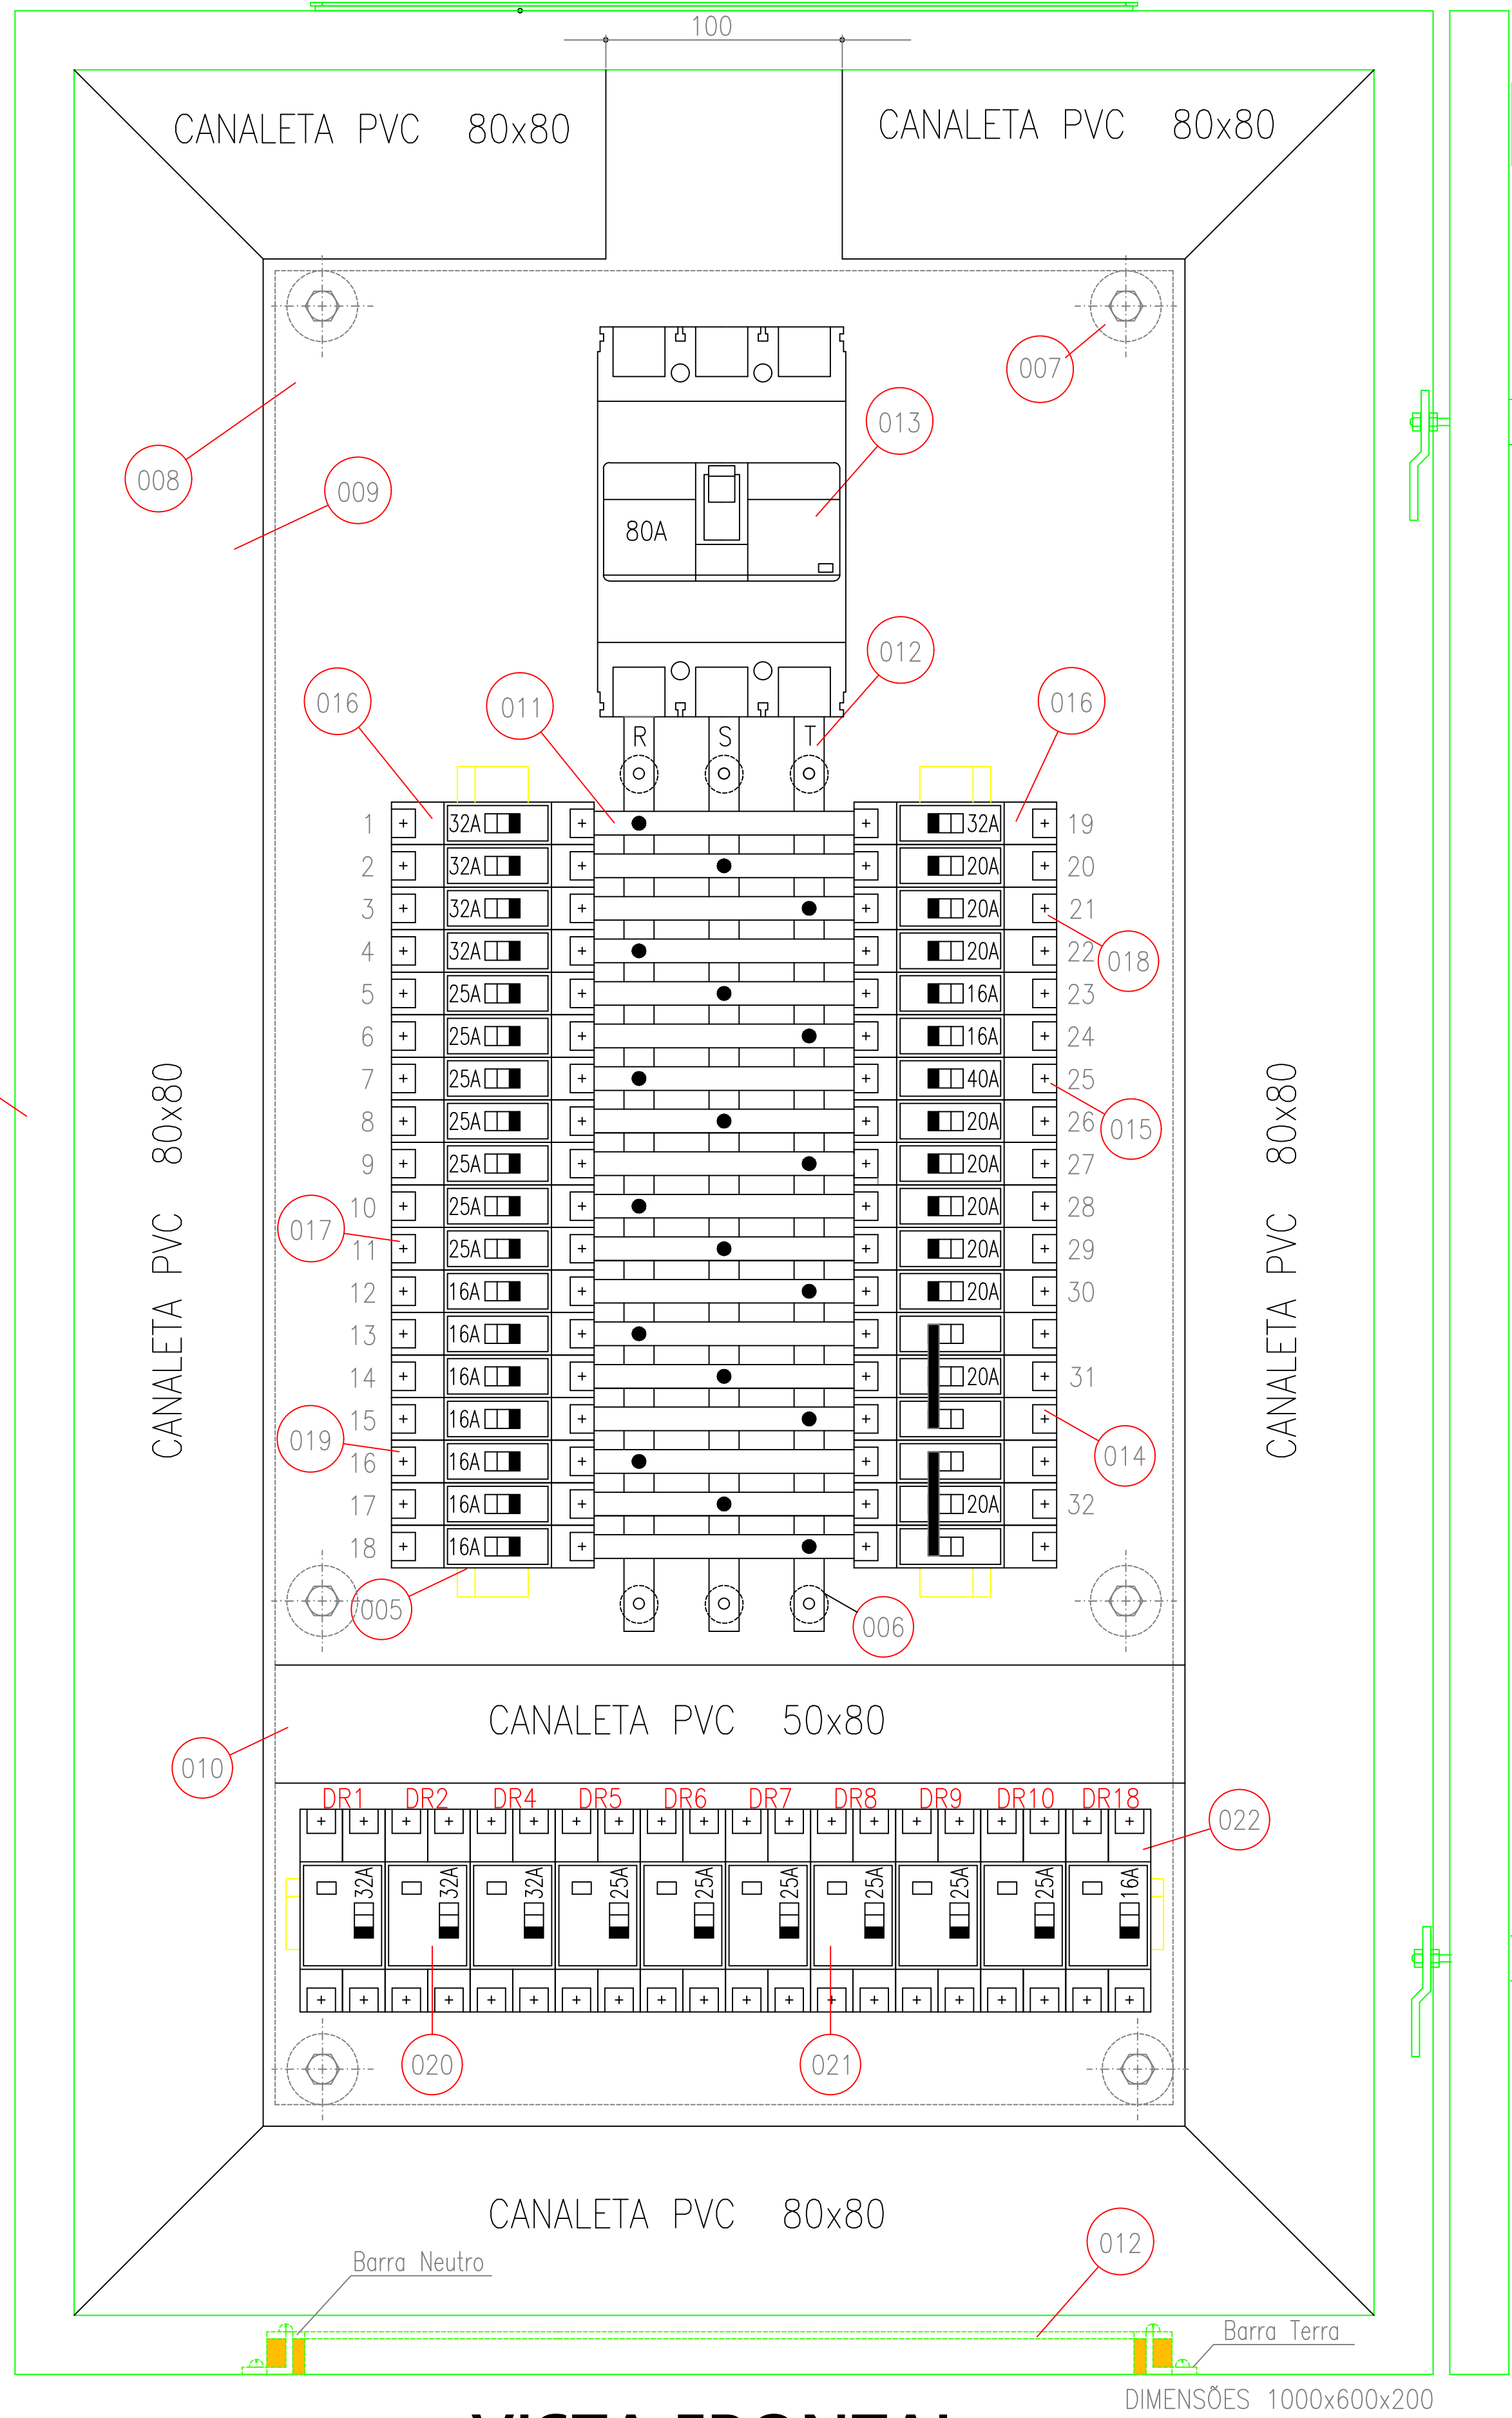 100
CANALETA PVC 80x80
CANALETA PVC 80x80
007
013
008
009
80A
012
016
011
016
R S T
1 32A 32A 19
2 32A 20A 20
3 32A 20A 21
4 32A 20A 22
018
5 25A 16A 23
6 25A 16A 24
7 25A 40A 25
8 25A 20A 26
015
9 25A 20A 27
10 25A 20A 28
017
11 25A 20A 29
12 16A 20A 30
13 16A
14 16A 20A 31
15 16A
019
014
16 16A
17 16A 20A 32
18 16A
CANALETA PVC 80x80
CANALETA PVC 80x80
005
006
CANALETA PVC 50x80
010
DR1 DR2 DR4 DR5 DR6 DR7 DR8 DR9 DR10 DR18
022
32A 32A 32A 25A 25A 25A 25A 25A 25A 16A
020
021
CANALETA PVC 80x80
012
Barra Neutro
Barra Terra
DIMENSÕES 1000x600x200